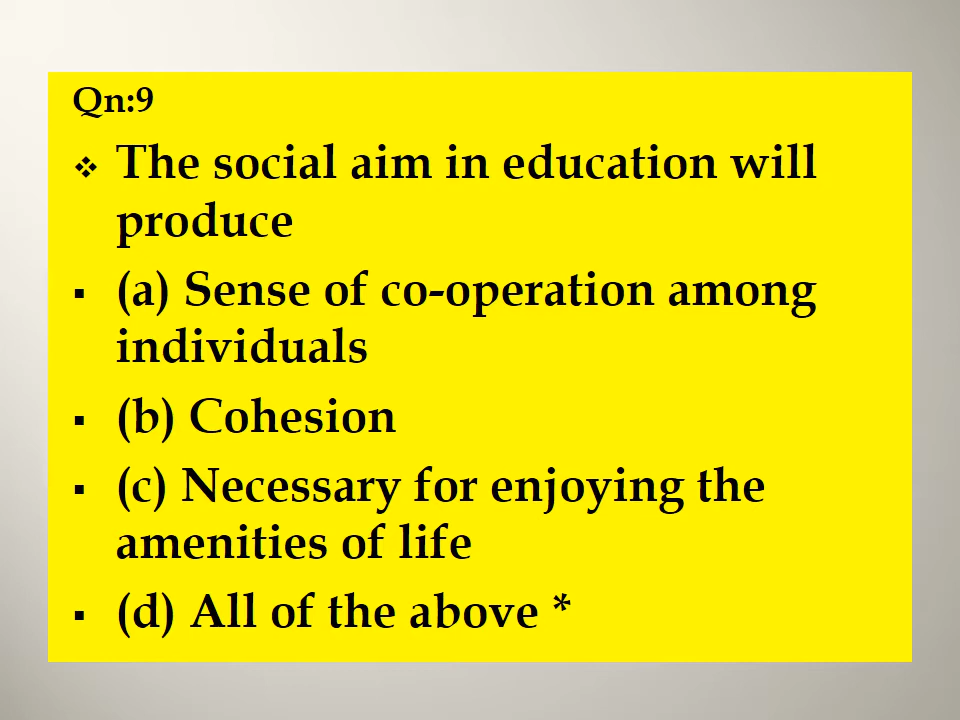 Qn:9
❖ The social aim in education will
produce
▪ (a) Sense of co-operation among
individuals
▪ (b) Cohesion
▪ (c) Necessary for enjoying the
amenities of life
▪ (d) All of the above *